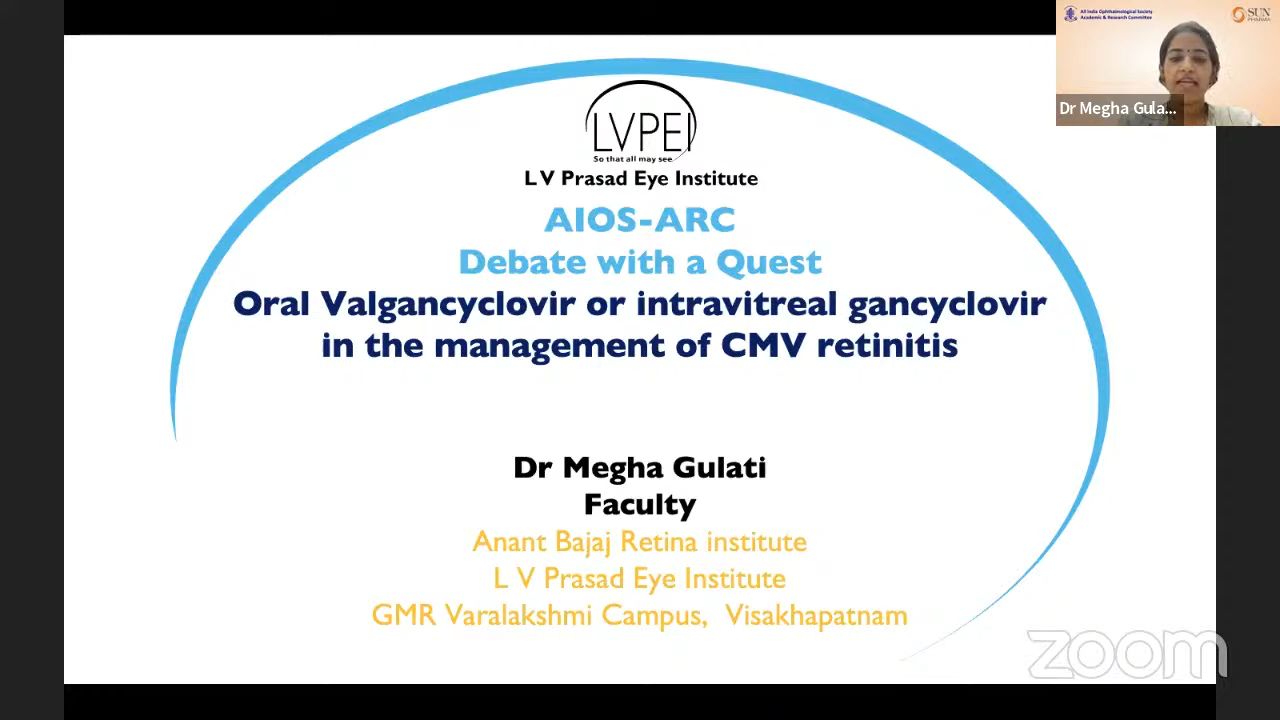 All India Ophthalmological Society
Academic & Research Committee
SUN
PHARMA
Dr Megha Gula...
LVPEI
So that all may see
L V Prasad Eye Institute
AIOS-ARC
Debate with a Quest
Oral Valgancyclovir or intravitreal gancyclovir
in the management of CMV retinitis
Dr Megha Gulati
Faculty
Anant Bajaj Retina institute
L V Prasad Eye Institute
GMR Varalakshmi Campus, Visakhapatnam
zoom